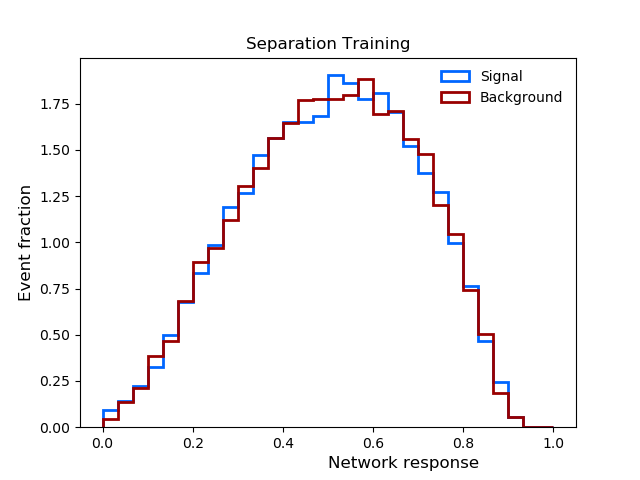 Separation Training
Signal
Background
1.75
1.50
1.25
1.00
0.75
0.50
0.25
0.00
Event fraction
0.0 0.2 0.4 0.6 0.8 1.0
Network response